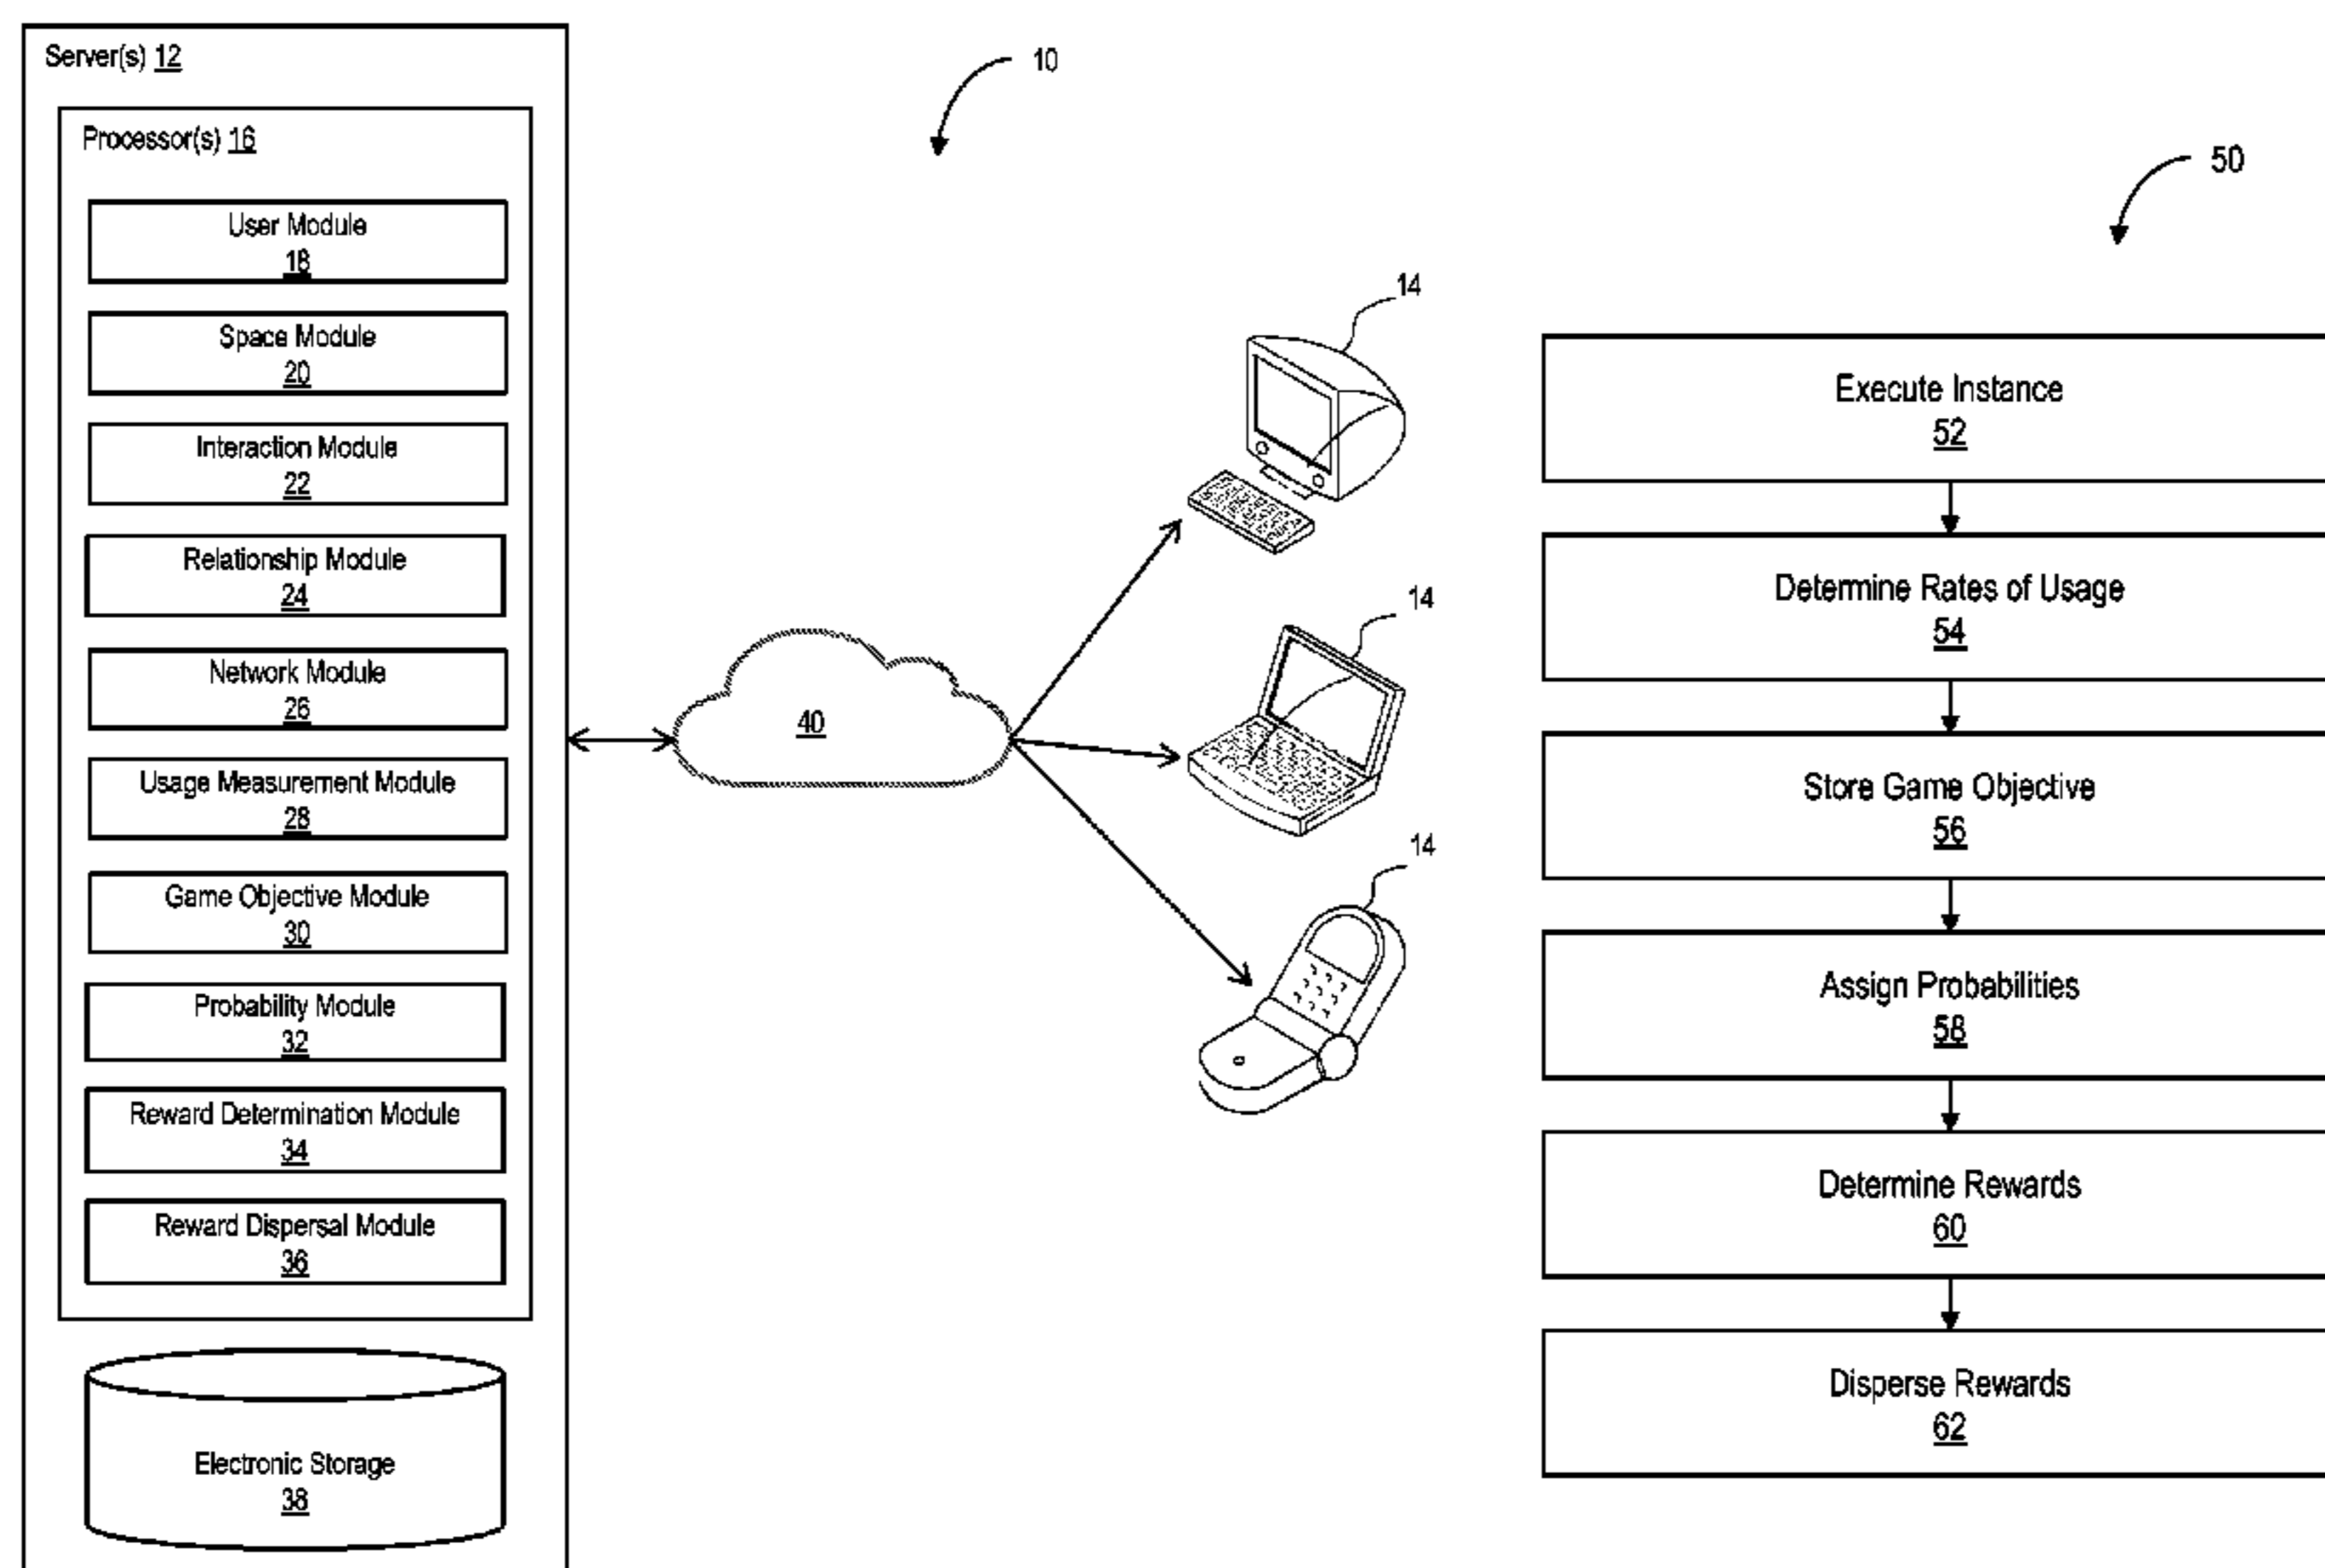 Server(s) 12
Processor(s) 16
User Module
18
Space Module
20
Interaction Module
22
Relationship Module
24
Network Module
26
Usage Measurement Module
28
Game Objective Module
30
Probability Module
32
Reward Determination Module
34
Reward Dispersal Module
36
Electronic Storage
38
10
40
14
14
14
50
Execute Instance
52
Determine Rates of Usage
54
Store Game Objective
56
Assign Probabilities
58
Determine Rewards
60
Disperse Rewards
62